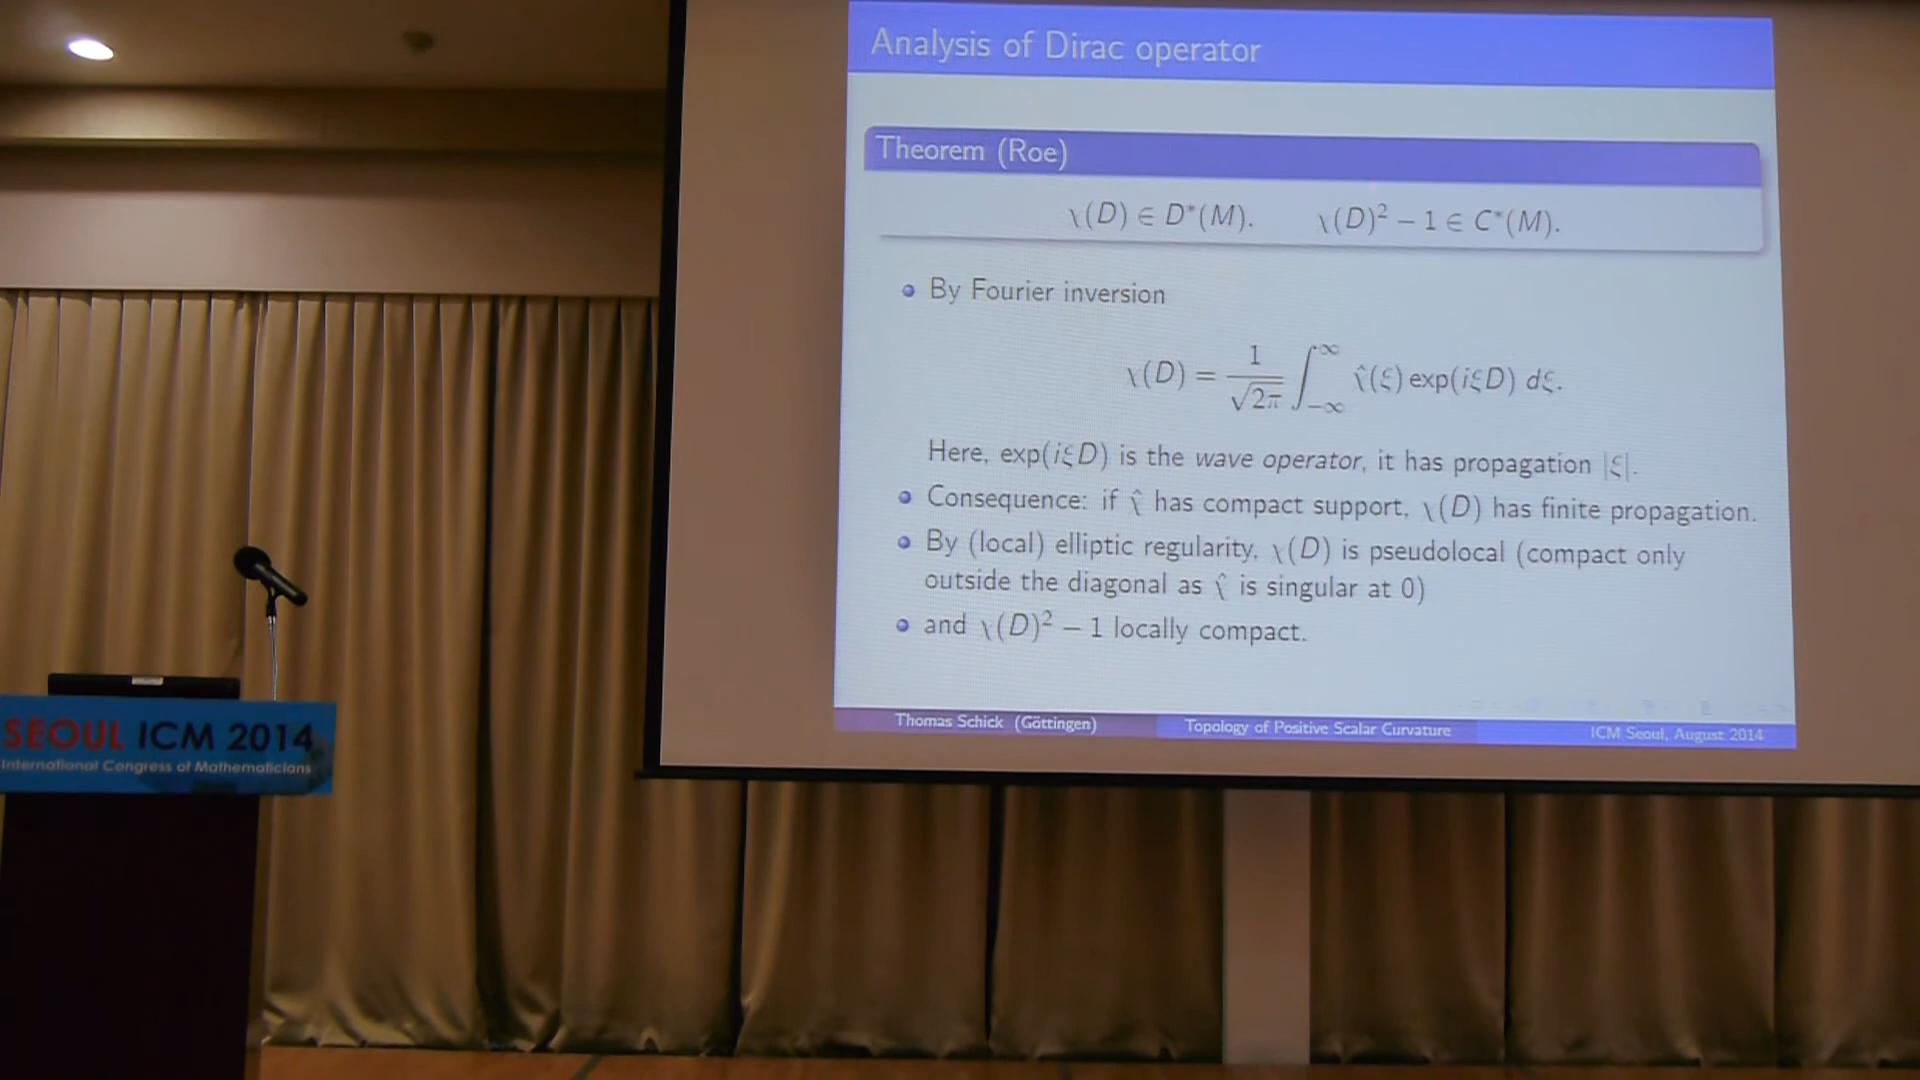 Analysis of Dirac operator
Theorem (Roe)
χ(D) ∈ D*(M). χ(D)² − 1 ∈ C*(M).
By Fourier inversion
χ(D) = 1/√2π ∫_{-∞}^{∞} χ̂(ξ) exp(iξD) dξ.
Here, exp(iξD) is the wave operator, it has propagation |ξ|.
Consequence: if χ̂ has compact support, χ(D) has finite propagation.
By (local) elliptic regularity, χ(D) is pseudolocal (compact only
outside the diagonal as χ̂ is singular at 0)
and χ(D)² − 1 locally compact.
Thomas Schick (Göttingen) Topology of Positive Scalar Curvature ICM Seoul, August 2014
SEOUL ICM 2014
International Congress of Mathematicians